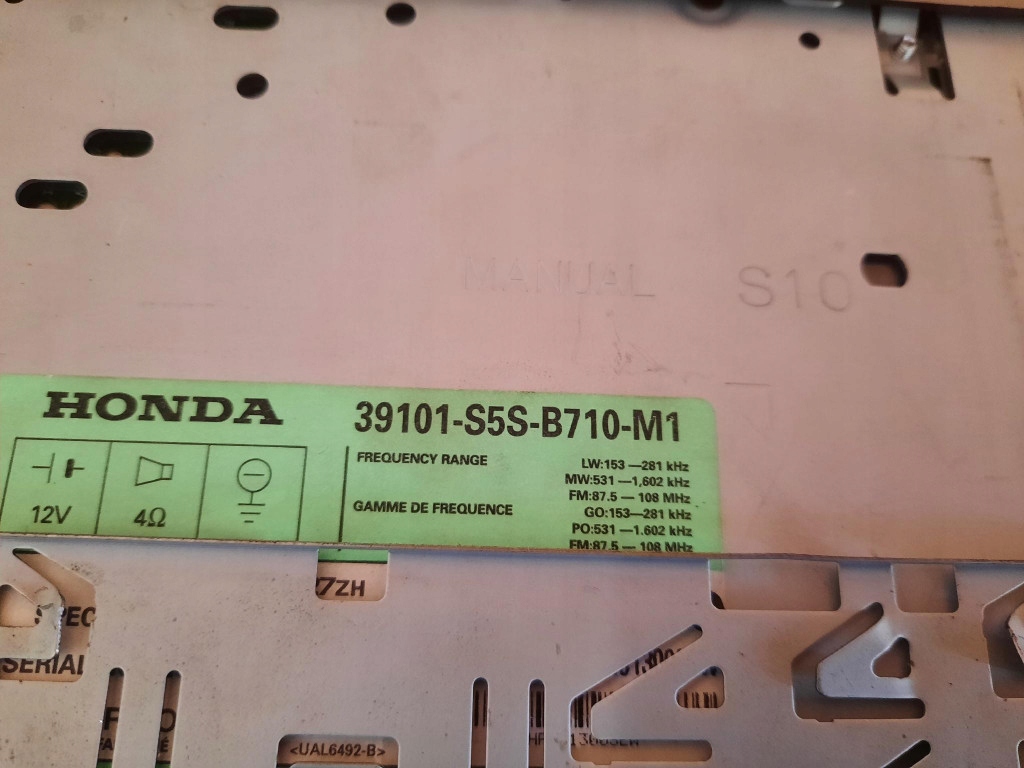 MANUAL S10
HONDA
39101-S5S-B710-M1
FREQUENCY RANGE
LW:153 —281 kHz
MW:531 —1,602 kHz
FM:87.5 — 108 MHz
GAMME DE FREQUENCE
GO:153—281 kHz
PO:531 —1.602 kHz
FM:87.5 — 108 MHz
12V
4Ω
7ZH
SERIAL
<UAL6492-B>